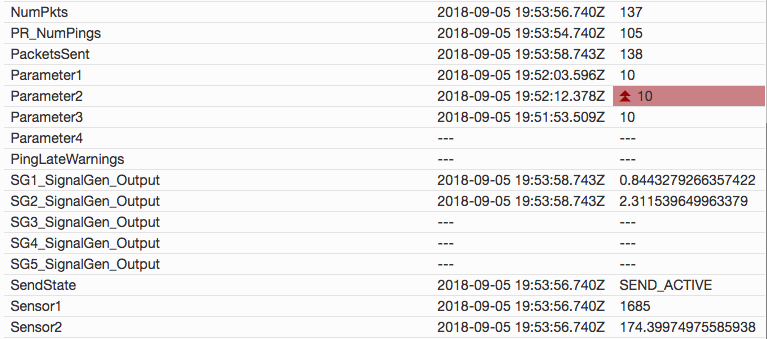 NumPkts 2018-09-05 19:53:56.740Z 137
PR_NumPings 2018-09-05 19:53:54.740Z 105
PacketsSent 2018-09-05 19:53:58.743Z 138
Parameter1 2018-09-05 19:52:03.596Z 10
Parameter2 2018-09-05 19:52:12.378Z 10
Parameter3 2018-09-05 19:51:53.509Z 10
Parameter4 --- ---
PingLateWarnings --- ---
SG1_SignalGen_Output 2018-09-05 19:53:58.743Z 0.8443279266357422
SG2_SignalGen_Output 2018-09-05 19:53:58.743Z 2.311539649963379
SG3_SignalGen_Output --- ---
SG4_SignalGen_Output --- ---
SG5_SignalGen_Output --- ---
SendState 2018-09-05 19:53:56.740Z SEND_ACTIVE
Sensor1 2018-09-05 19:53:56.740Z 1685
Sensor2 2018-09-05 19:53:56.740Z 174.39974975585938